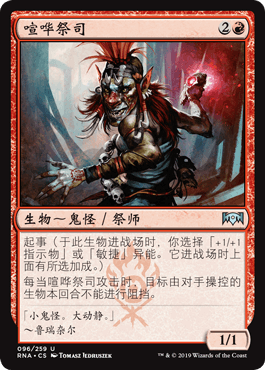 喧哗祭司 2
生物～鬼怪／祭师
起事（于此生物进战场时，你选择「+1/+1
指示物」或「敏捷」异能。它进战场时上
面有所选加成。）
每当喧哗祭司攻击时，目标由对手操控的
生物本回合不能进行阻挡。
「小鬼怪。大动静。」
～鲁瑞杂尔
1/1
096/259 U
RNA • CS TOMASZ JEDRUSZEK
™ & © 2019 Wizards of the Coast